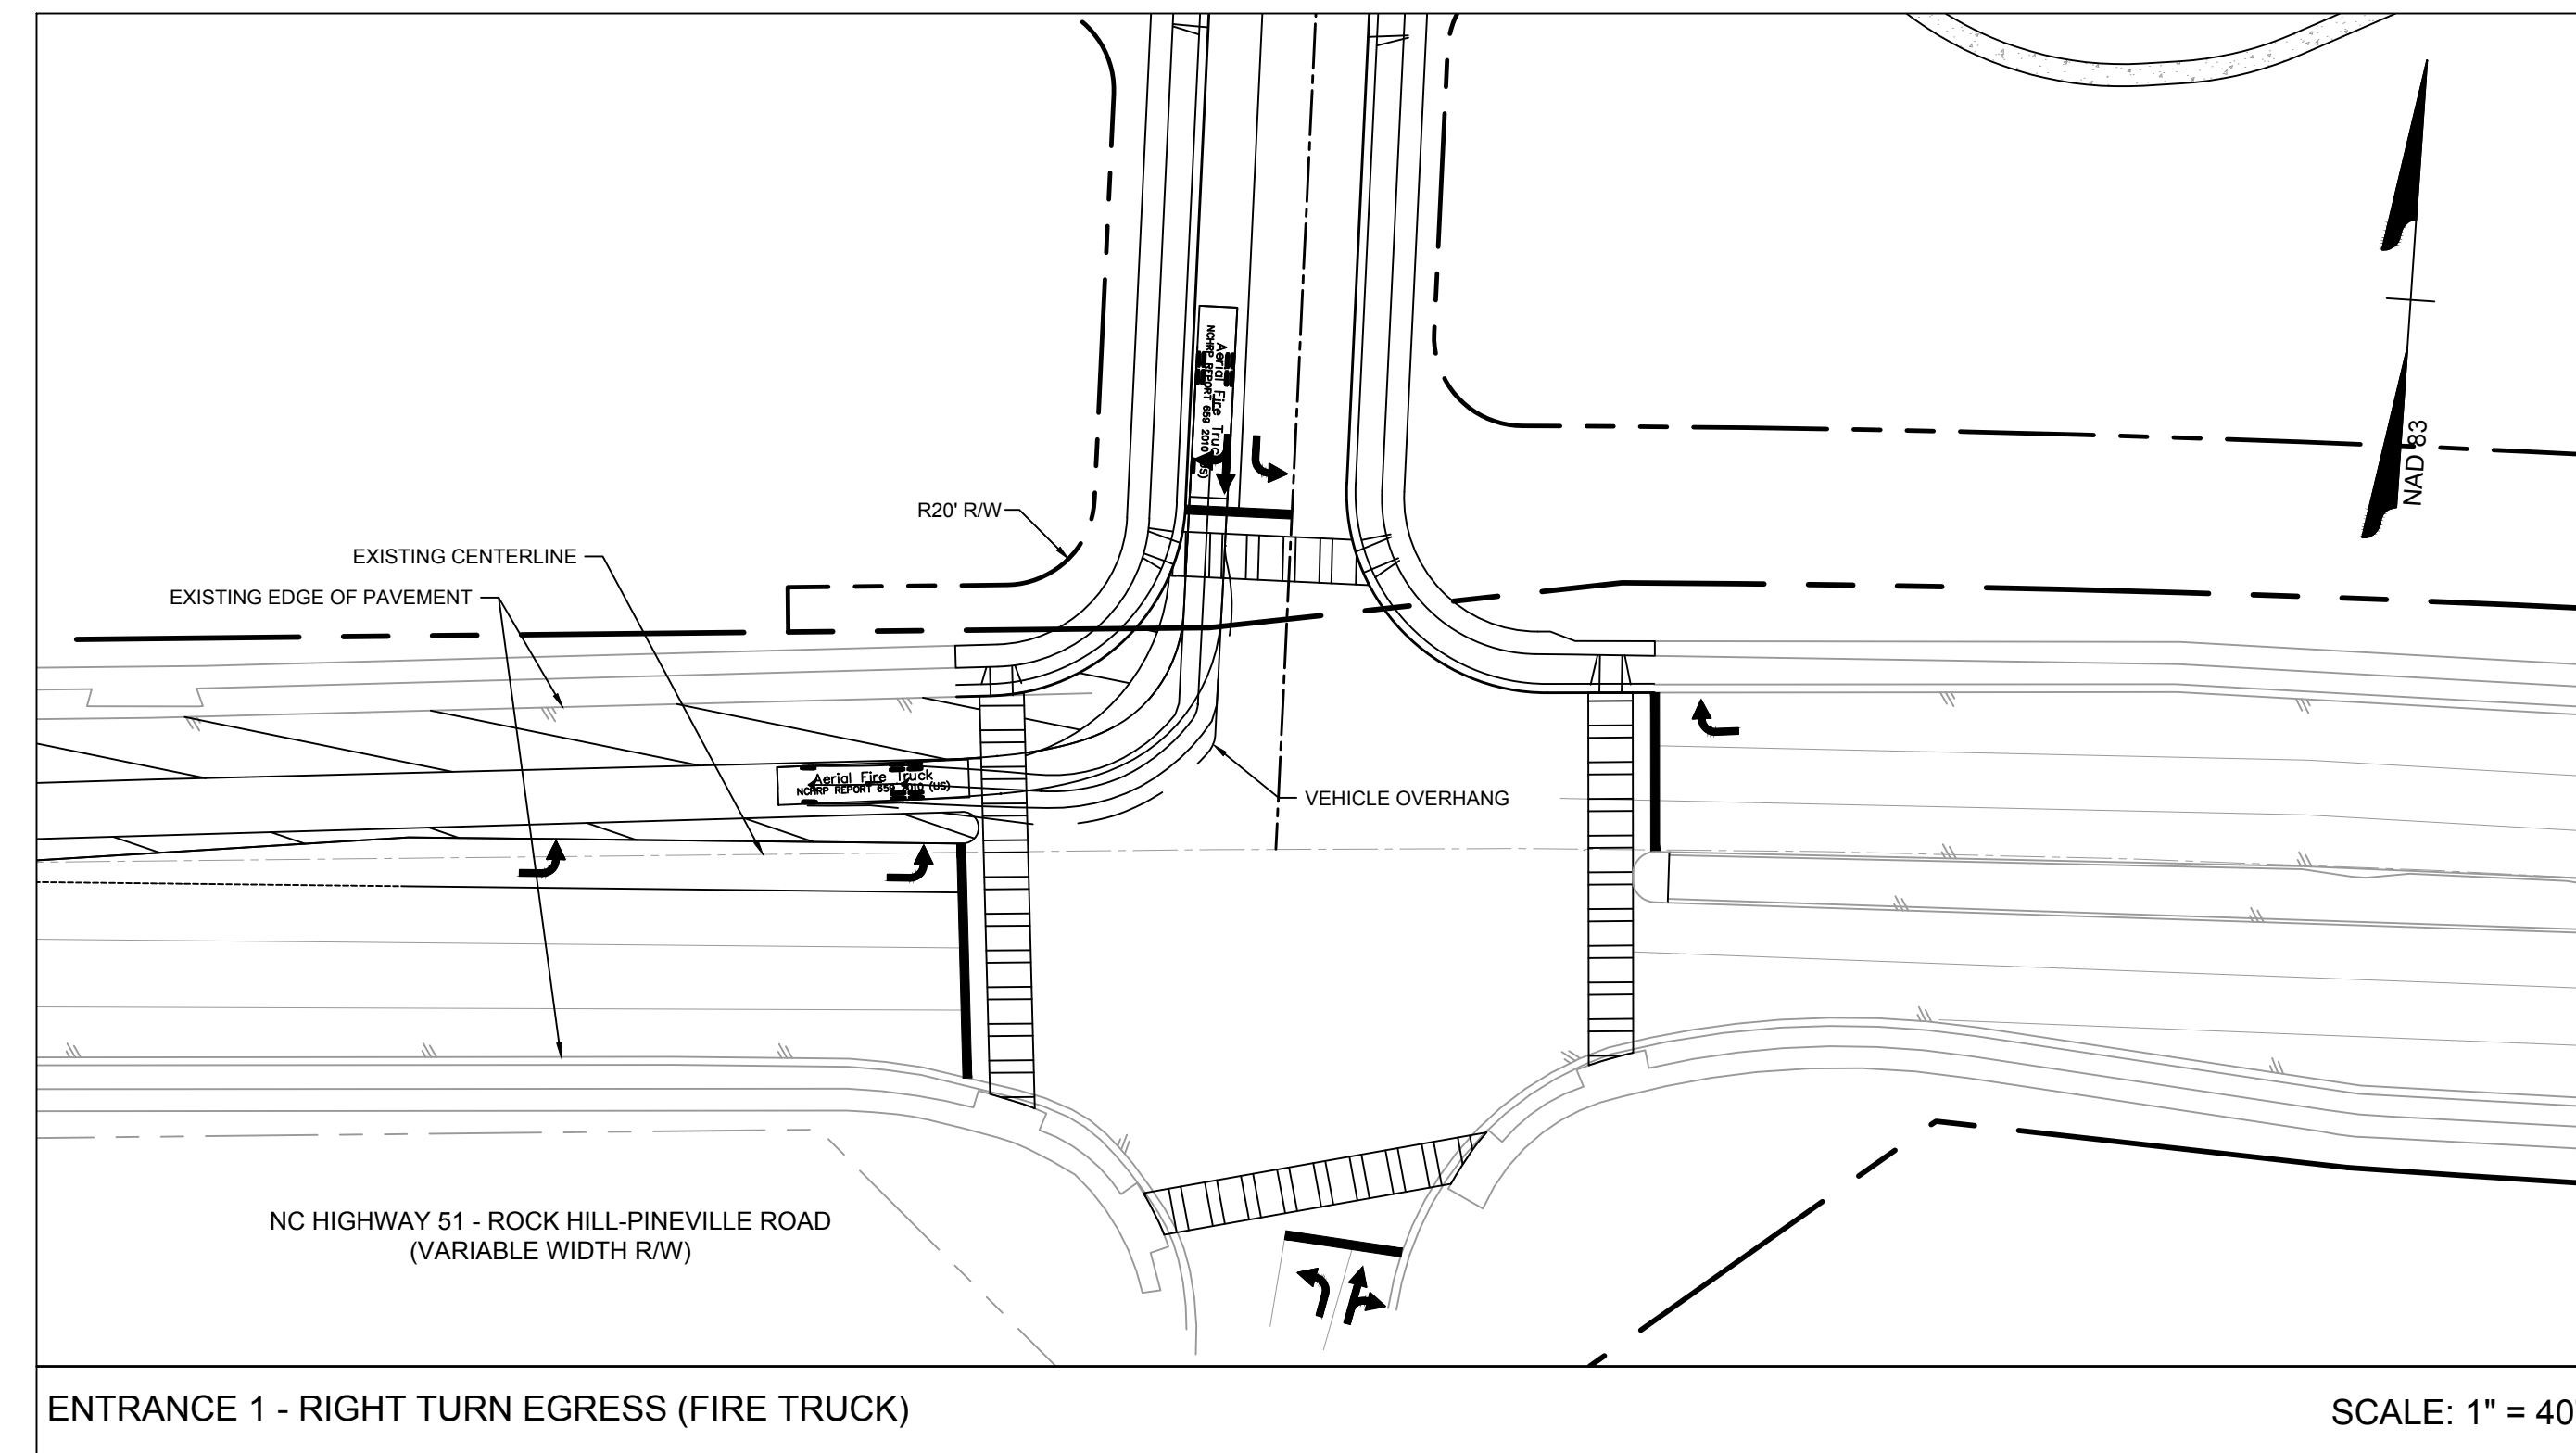 NAD 83
Aerial Fire Truck
NCHRP REPORT 659 2010 (US)
R20' R/W
EXISTING CENTERLINE
EXISTING EDGE OF PAVEMENT
Aerial Fire Truck
NCHRP REPORT 659 2010 (US)
VEHICLE OVERHANG
NC HIGHWAY 51 - ROCK HILL-PINEVILLE ROAD
(VARIABLE WIDTH R/W)
ENTRANCE 1 - RIGHT TURN EGRESS (FIRE TRUCK)
SCALE: 1" = 40